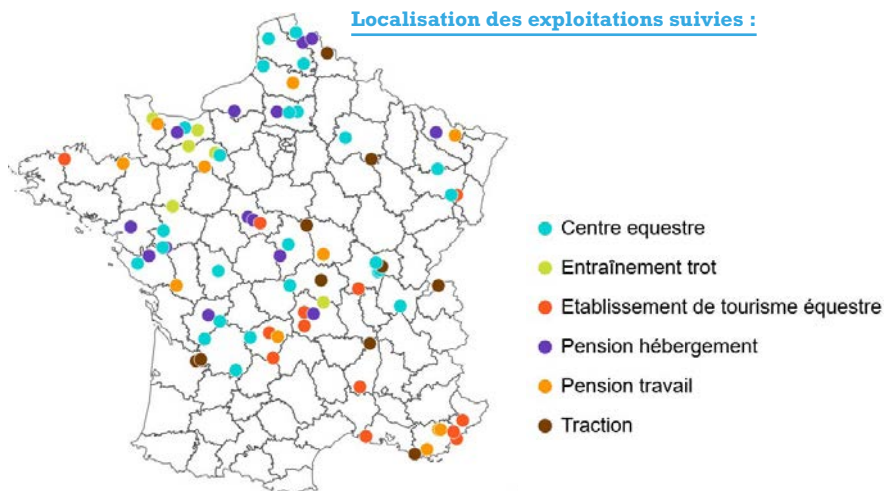 Localisation des exploitations suivies :
Centre equestre
Entraînement trot
Etablissement de tourisme équestre
Pension hébergement
Pension travail
Traction